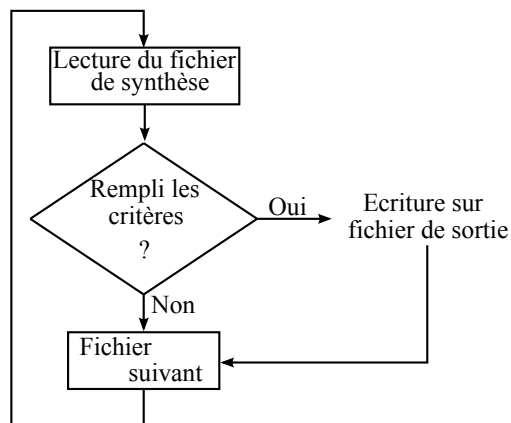 Lecture du fichier
de synthèse
Rempli les
critères
?
Oui
Ecriture sur
fichier de sortie
Non
Fichier
suivant